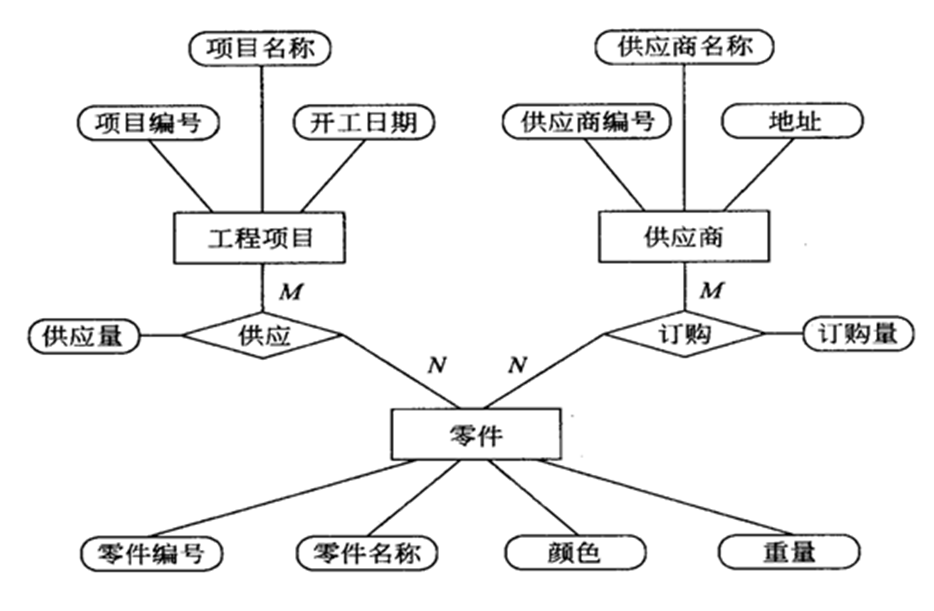 项目名称
供应商名称
项目编号
开工日期
供应商编号
地址
工程项目
供应商
M
M
供应量
供应
订购
订购量
N
N
零件
零件编号
零件名称
颜色
重量